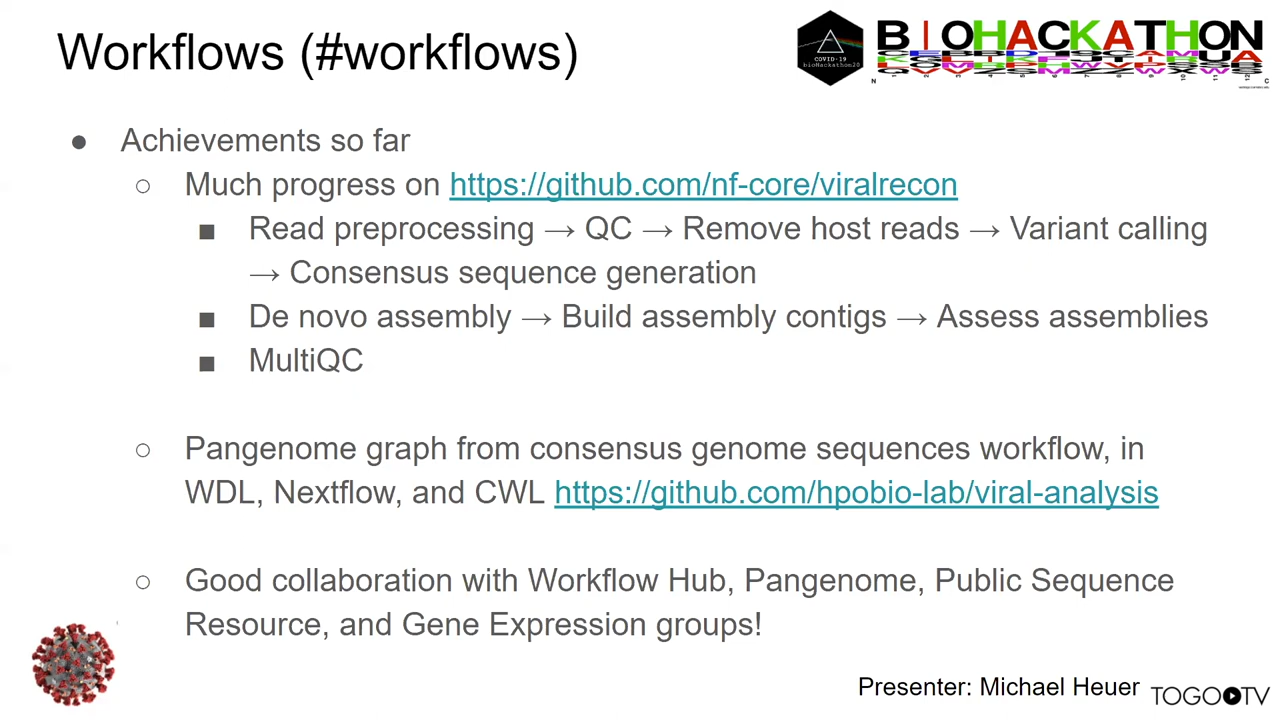 Workflows (#workflows)
COVID-19
bioHackathon20
BIOHACKATHON
● Achievements so far
○ Much progress on https://github.com/nf-core/viralrecon
■ Read preprocessing → QC → Remove host reads → Variant calling
→ Consensus sequence generation
■ De novo assembly → Build assembly contigs → Assess assemblies
■ MultiQC
○ Pangenome graph from consensus genome sequences workflow, in
WDL, Nextflow, and CWL https://github.com/hpobio-lab/viral-analysis
○ Good collaboration with Workflow Hub, Pangenome, Public Sequence
Resource, and Gene Expression groups!
Presenter: Michael Heuer
TOGOTV